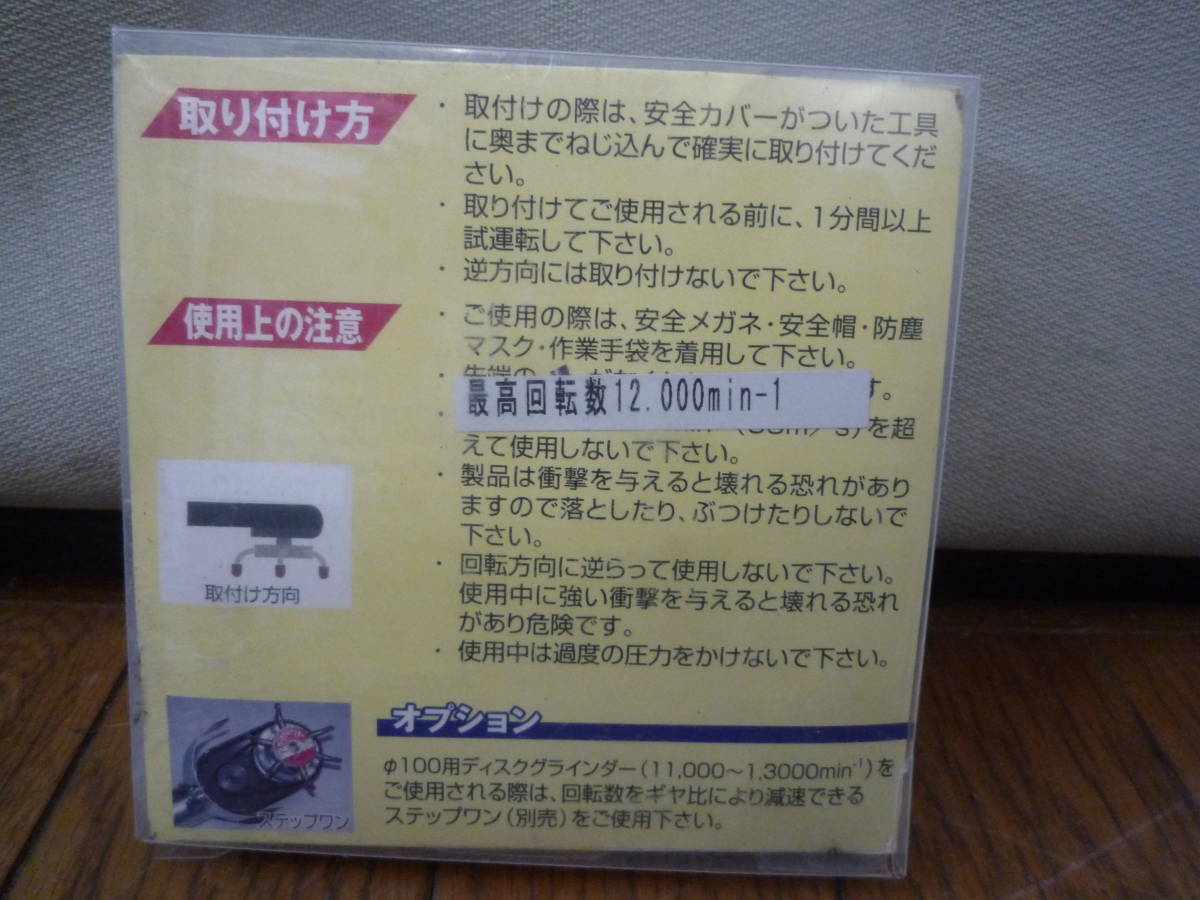 取り付け方
・取付けの際は、安全カバーがついた工具
に奥までねじ込んで確実に取り付けてくだ
さい。
・取り付けてご使用される前に、1分間以上
試運転して下さい。
・逆方向には取り付けないで下さい。
使用上の注意
・ご使用の際は、安全メガネ・安全帽・防塵
マスク・作業手袋を着用して下さい。
・先端の
す。
最高回転数12.000min-1
・
を超
えて使用しないで下さい。
・製品は衝撃を与えると壊れる恐れがあり
ますので落としたり、ぶつけたりしないで
下さい。
・回転方向に逆らって使用しないで下さい。
使用中に強い衝撃を与えると壊れる恐れ
があり危険です。
・使用中は過度の圧力をかけないで下さい。
取付け方向
オプション
φ100用ディスクグラインダー(11,000〜1,3000min⁻¹)を
ご使用される際は、回転数をギヤ比により減速できる
ステップワン(別売)をご使用下さい。
ステップワン